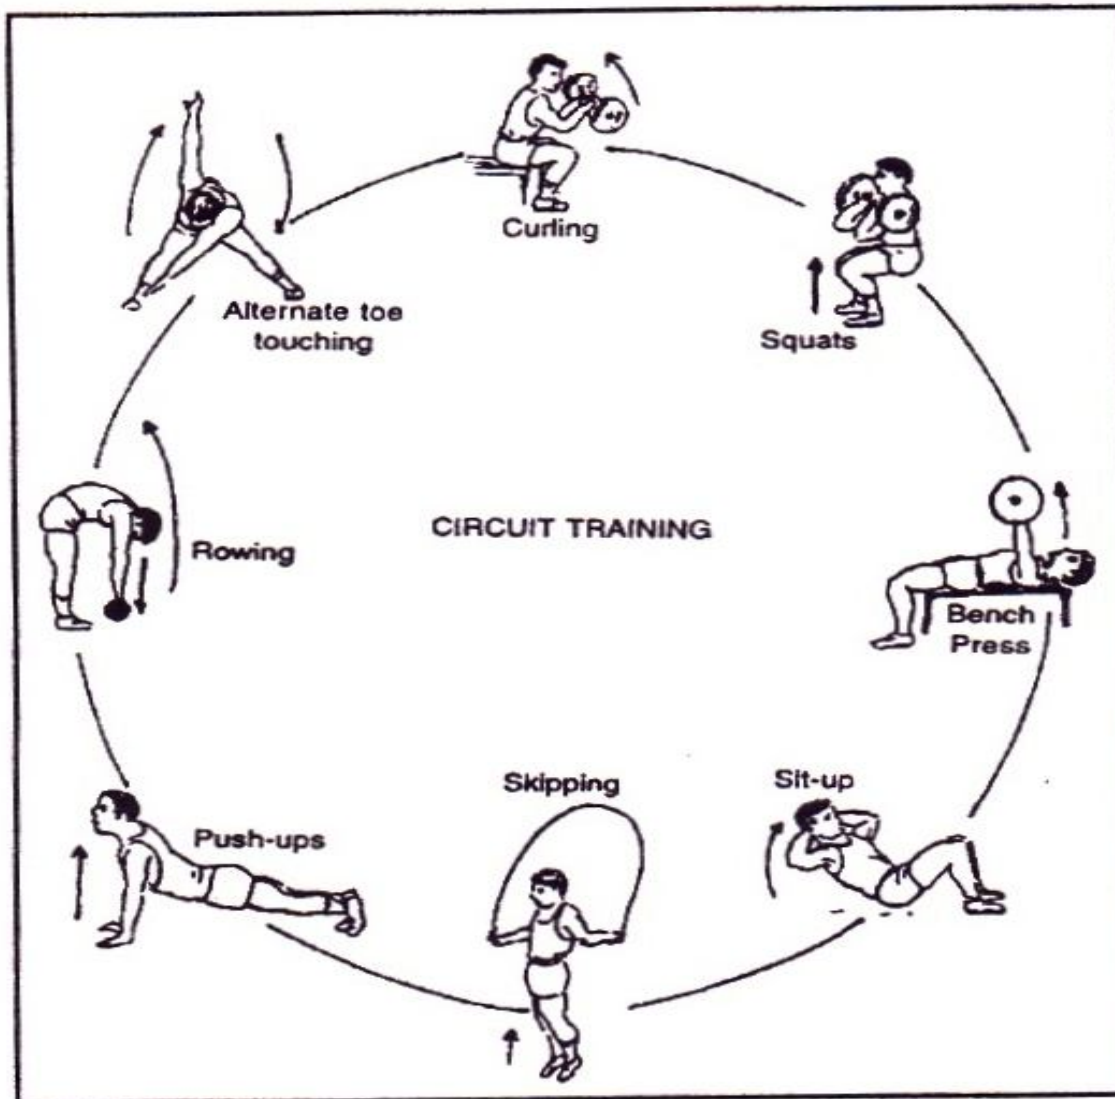 Curling
Squats
Alternate toe
touching
CIRCUIT TRAINING
Rowing
Bench
Press
Sit-up
Skipping
Push-ups